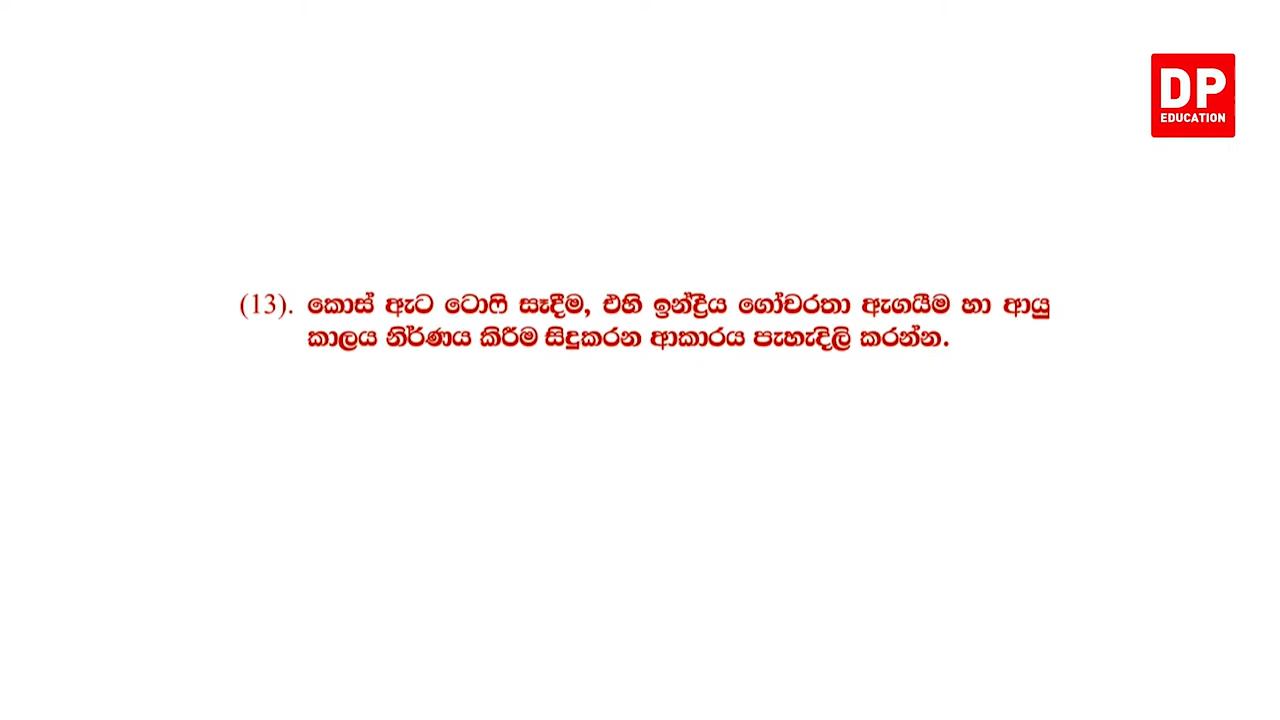 DP
EDUCATION
(13). කොස් ඇට ටොෆි සෑදීම, එහි ඉන්ද්‍රීය ගෝචරතා ඇගයීම හා ආයු
කාලය නිර්ණය කිරීම සිදුකරන ආකාරය පැහැදිලි කරන්න.